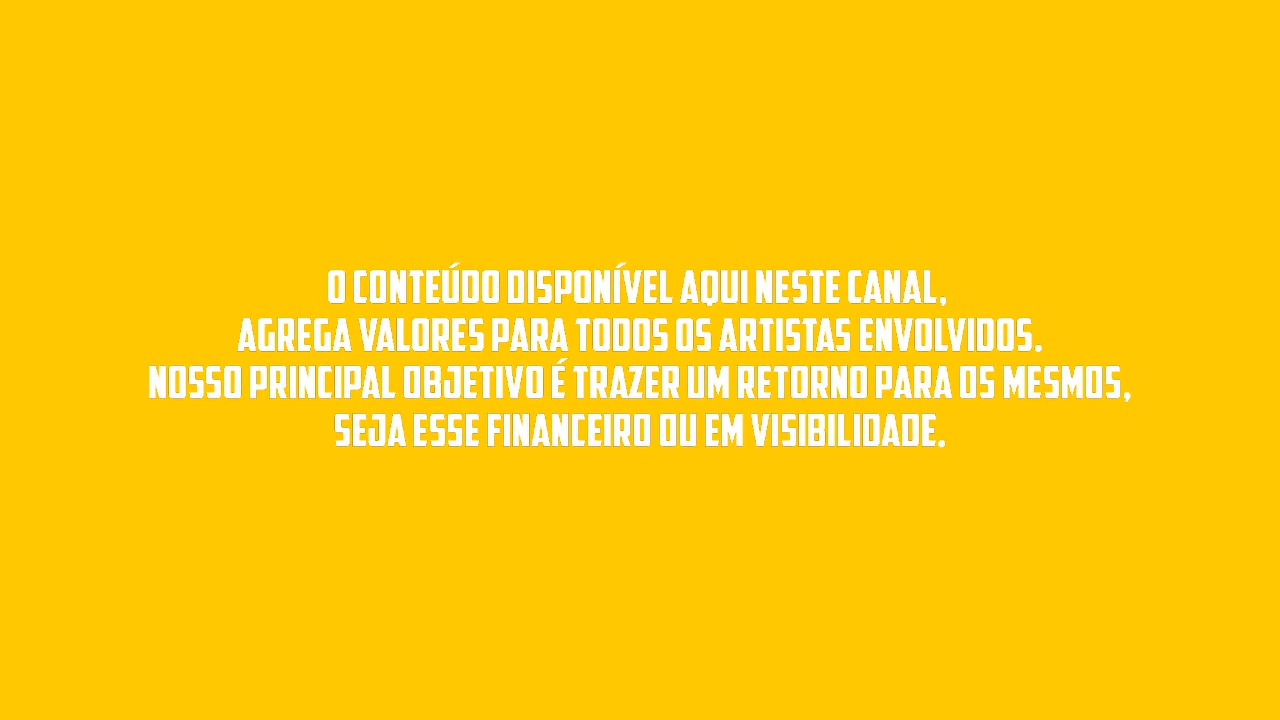 O CONTEÚDO DISPONÍVEL AQUI NESTE CANAL,
AGREGA VALORES PARA TODOS OS ARTISTAS ENVOLVIDOS.
NOSSO PRINCIPAL OBJETIVO É TRAZER UM RETORNO PARA OS MESMOS,
SEJA ESSE FINANCEIRO OU EM VISIBILIDADE.